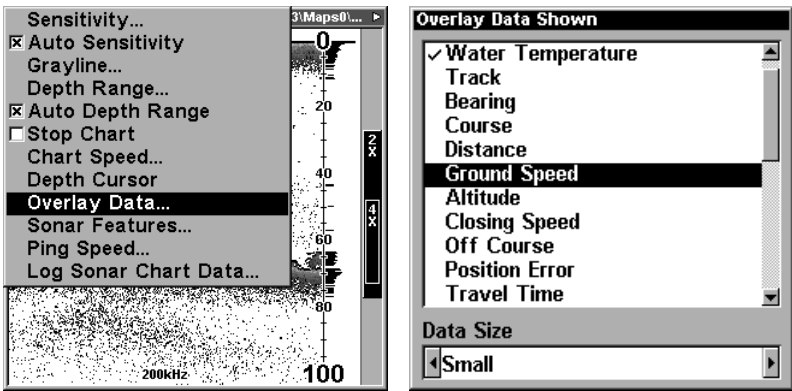 Sensitivity...
Auto Sensitivity
Grayline...
Depth Range...
Auto Depth Range
Stop Chart
Chart Speed...
Depth Cursor
Overlay Data...
Sonar Features...
Ping Speed...
Log Sonar Chart Data...
3\Maps0\...
0
20
40
60
80
100
2x
4x
200kHz
Overlay Data Shown
Water Temperature
Track
Bearing
Course
Distance
Ground Speed
Altitude
Closing Speed
Off Course
Position Error
Travel Time
Data Size
Small